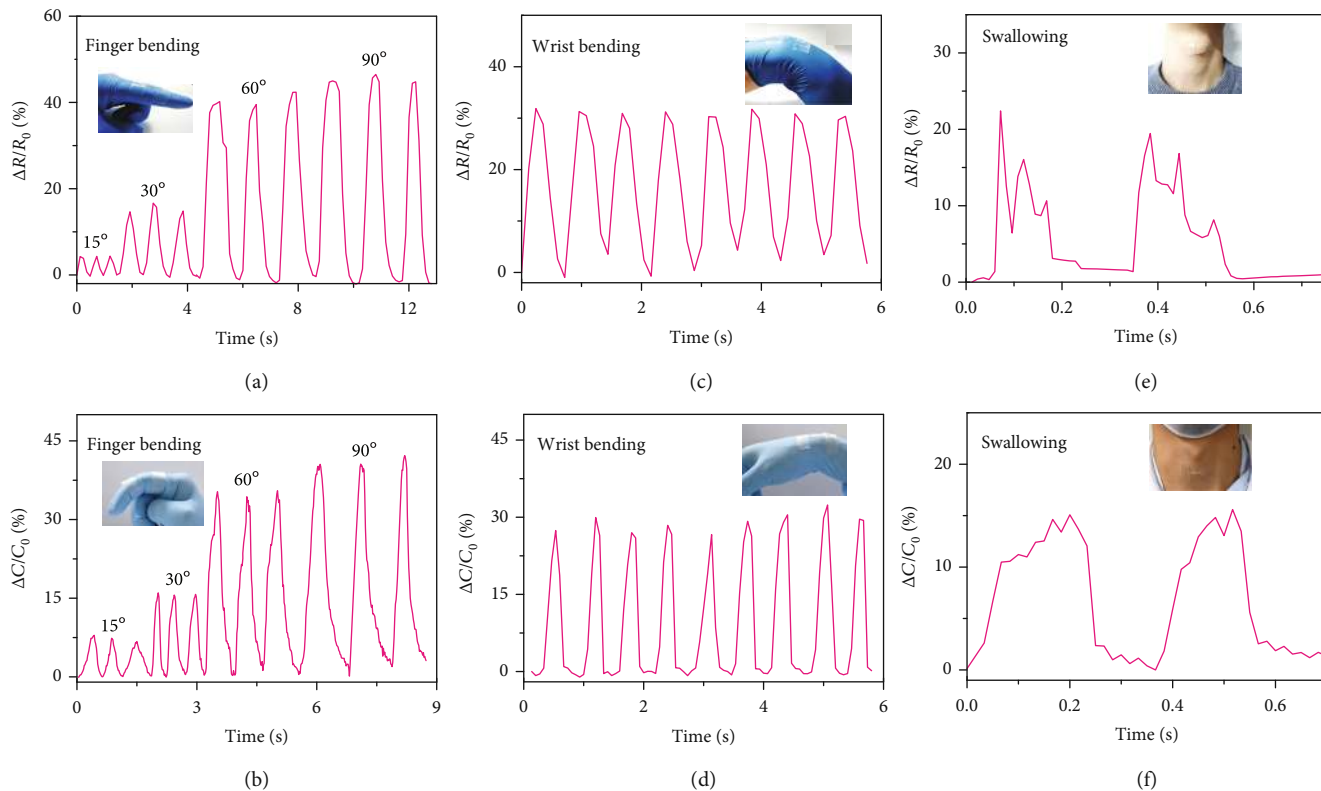 Finger bending
15°
30°
60°
90°
ΔR/R₀ (%)
60
40
20
0
0
4
8
12
Time (s)
(a)
Wrist bending
ΔR/R₀ (%)
50
40
30
20
10
0
0
2
4
6
Time (s)
(c)
Swallowing
ΔR/R₀ (%)
30
20
10
0
0.0
0.2
0.4
0.6
Time (s)
(e)
Finger bending
15°
30°
60°
90°
ΔC/C₀ (%)
45
30
15
0
0
3
6
9
Time (s)
(b)
Wrist bending
ΔC/C₀ (%)
45
30
15
0
0
2
4
6
Time (s)
(d)
Swallowing
ΔC/C₀ (%)
20
10
0
0.0
0.2
0.4
0.6
Time (s)
(f)